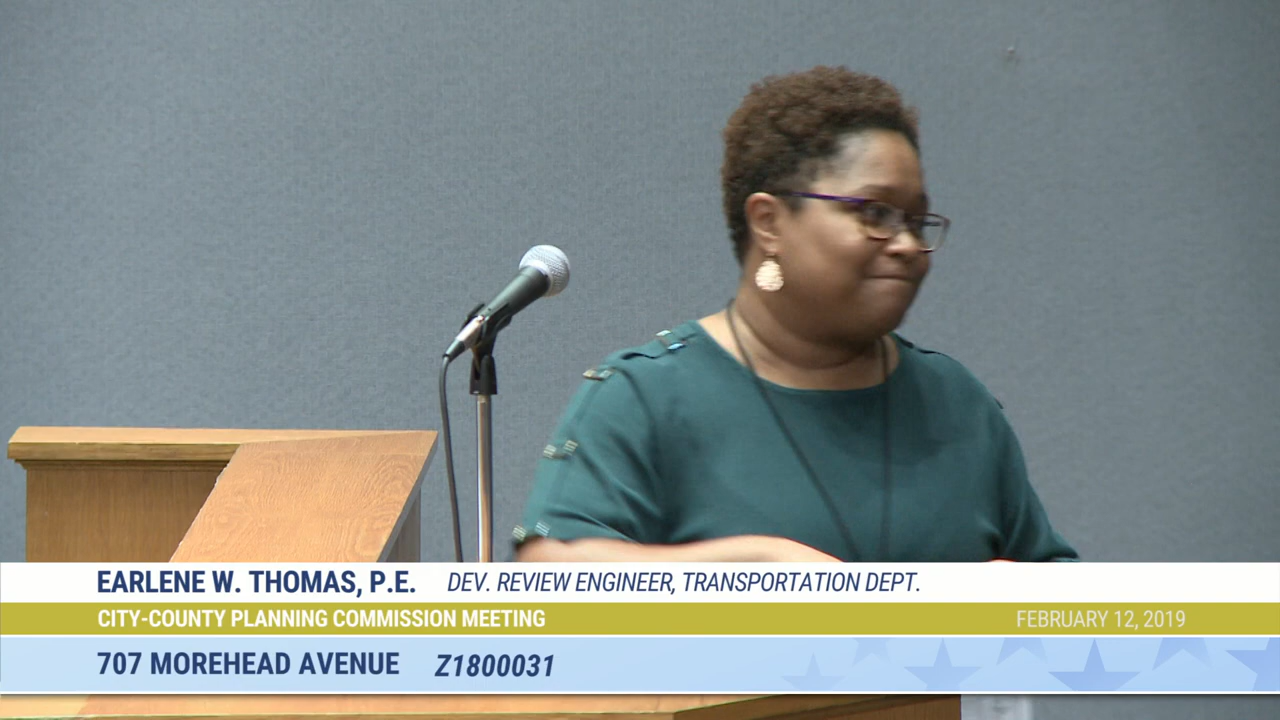 EARLENE W. THOMAS, P.E. DEV. REVIEW ENGINEER, TRANSPORTATION DEPT.
CITY-COUNTY PLANNING COMMISSION MEETING FEBRUARY 12, 2019
707 MOREHEAD AVENUE Z1800031